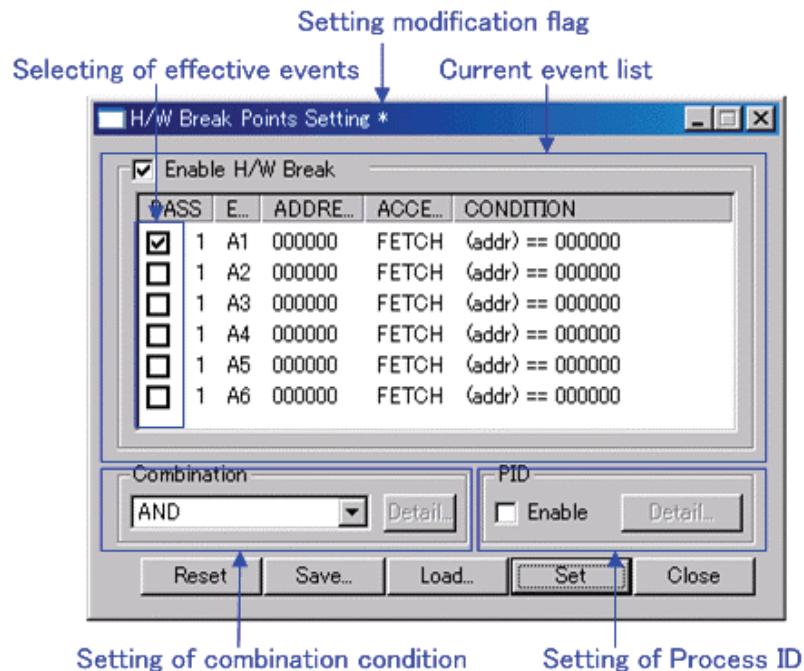 Setting modification flag
Selecting of effective events
Current event list
H/W Break Points Setting *
Enable H/W Break
PASS E... ADDRE... ACCE... CONDITION
1 A1 000000 FETCH (addr) == 000000
1 A2 000000 FETCH (addr) == 000000
1 A3 000000 FETCH (addr) == 000000
1 A4 000000 FETCH (addr) == 000000
1 A5 000000 FETCH (addr) == 000000
1 A6 000000 FETCH (addr) == 000000
Combination
PID
AND
Detail...
Enable
Detail...
Reset
Save...
Load...
Set
Close
Setting of combination condition
Setting of Process ID